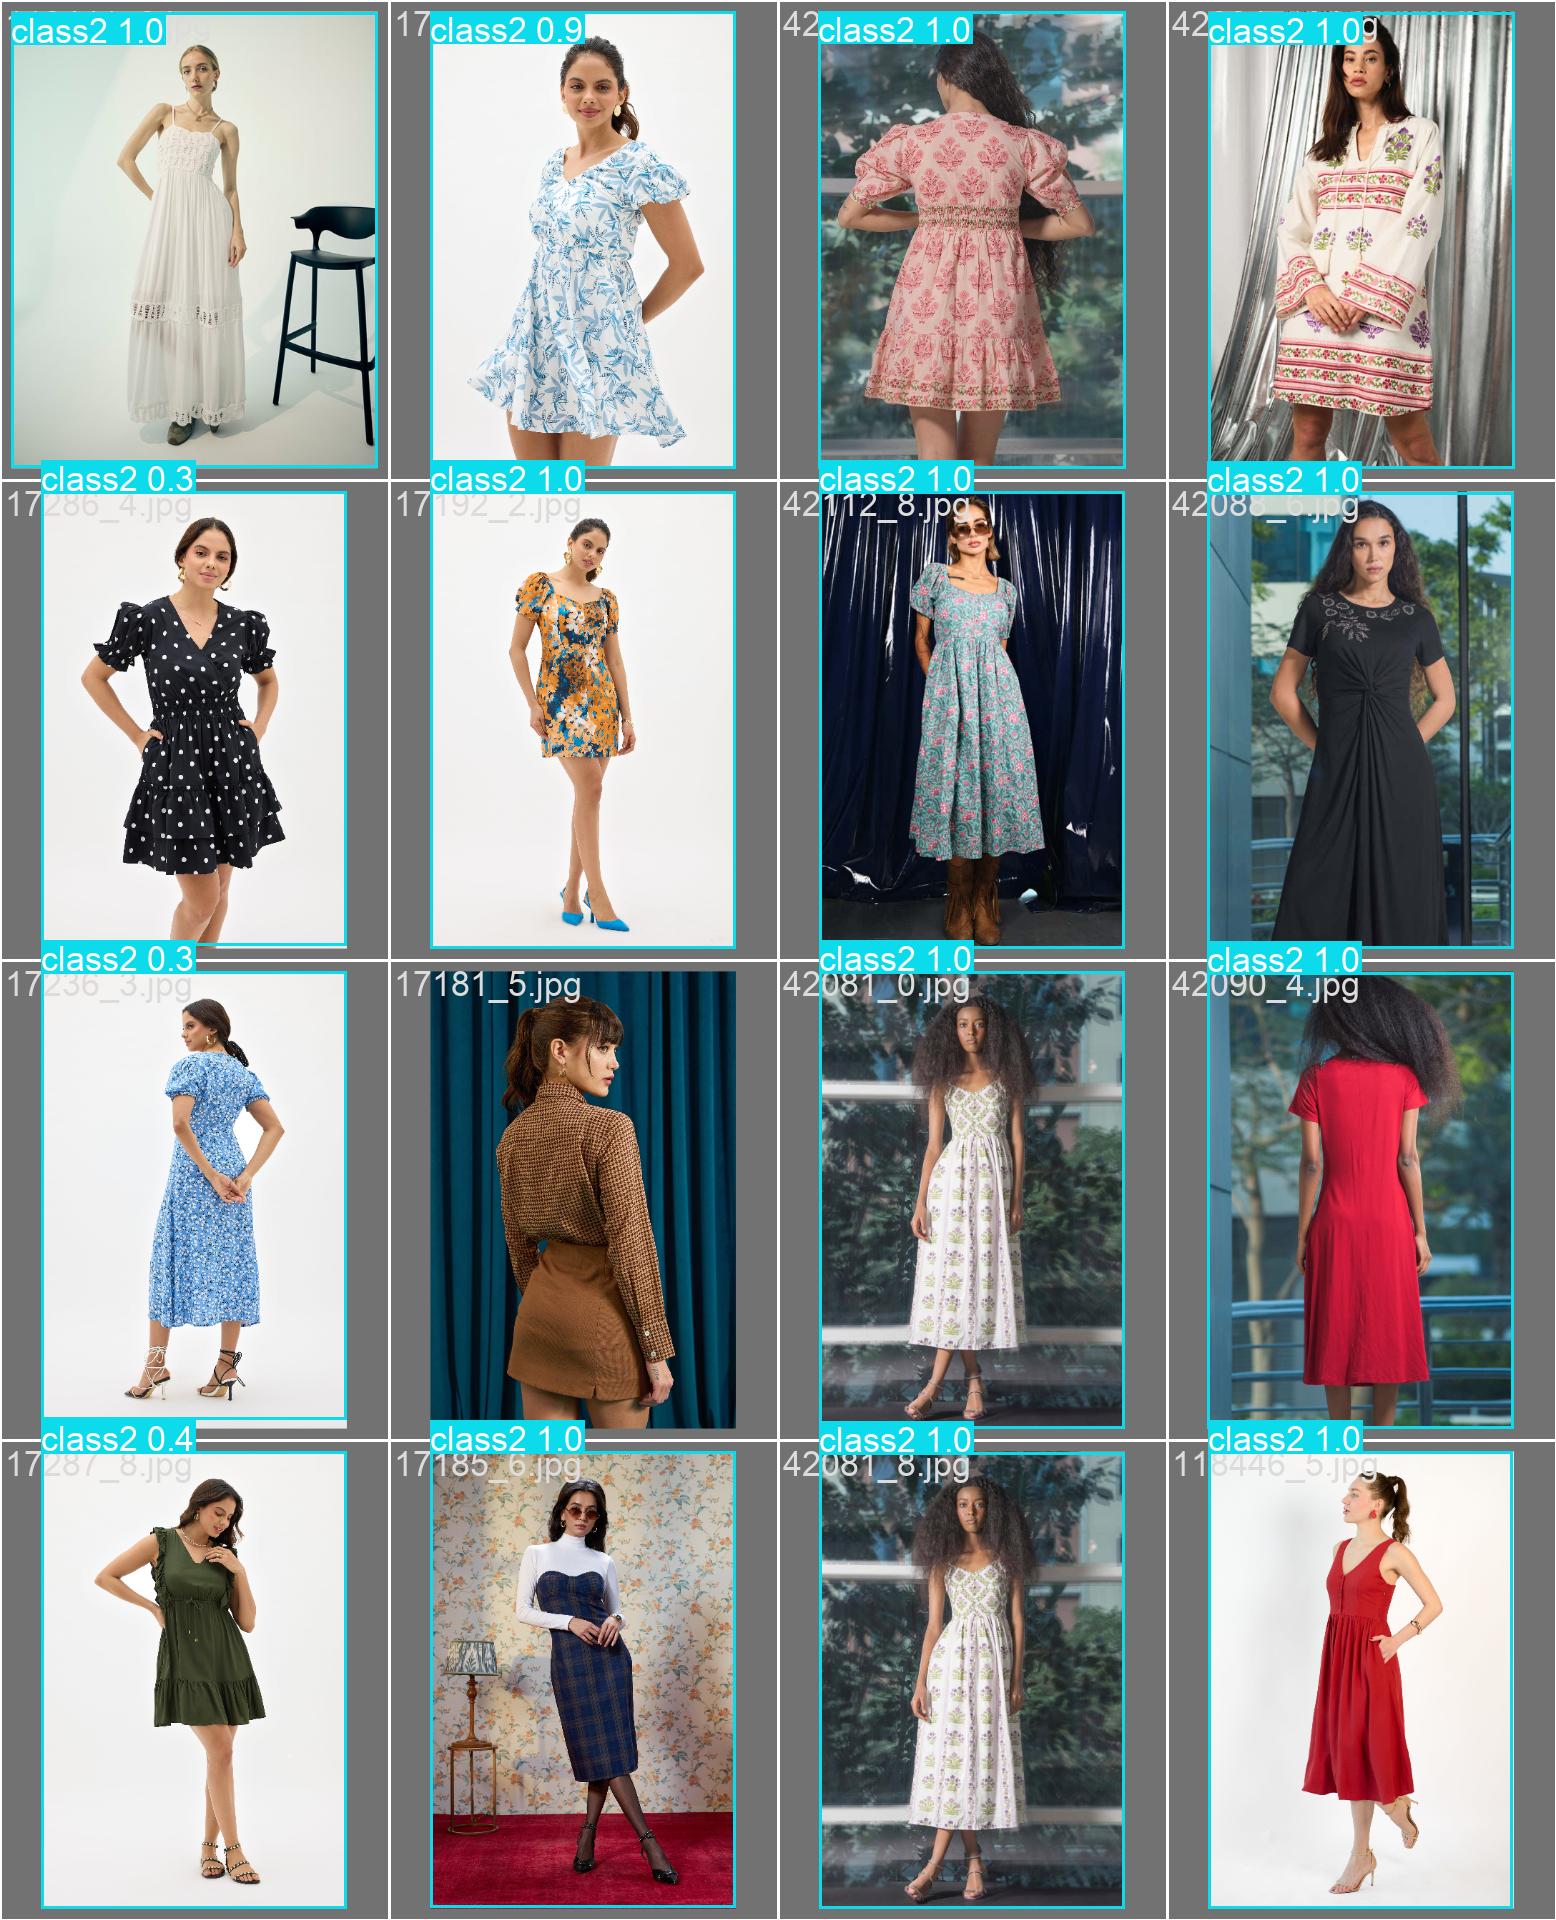 class2 1.0
17
class2 0.9
42
class2 1.0
42
class2 1.0
class2 0.3
17286_4.jpg
class2 1.0
17192_2.jpg
class2 1.0
42112_8.jpg
class2 1.0
42088_6.jpg
class2 0.3
17236_3.jpg
17181_5.jpg
class2 1.0
42081_0.jpg
class2 1.0
42090_4.jpg
class2 0.4
17287_8.jpg
class2 1.0
17185_6.jpg
class2 1.0
42081_8.jpg
class2 1.0
118446_5.jpg